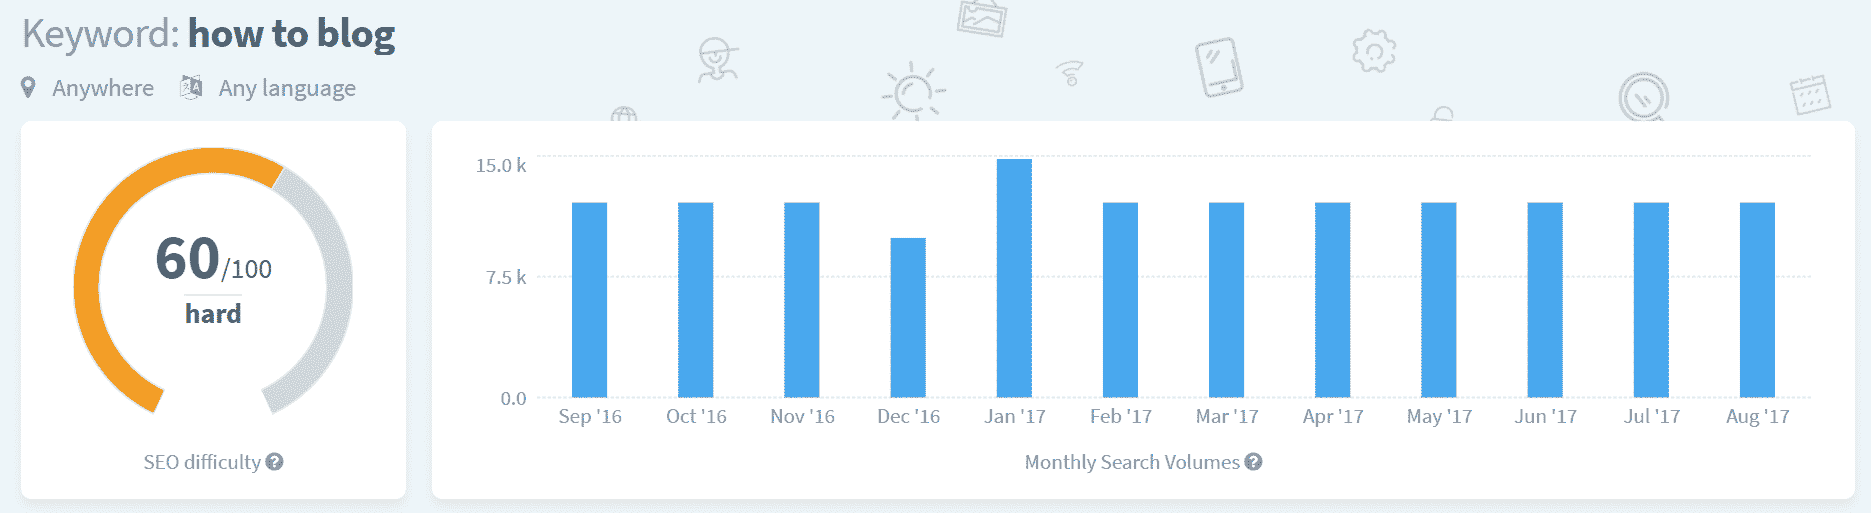 Keyword: how to blog
Anywhere Any language
60/100
hard
SEO difficulty ?
15.0 k
7.5 k
0.0
Sep '16 Oct '16 Nov '16 Dec '16 Jan '17 Feb '17 Mar '17 Apr '17 May '17 Jun '17 Jul '17 Aug '17
Monthly Search Volumes ?